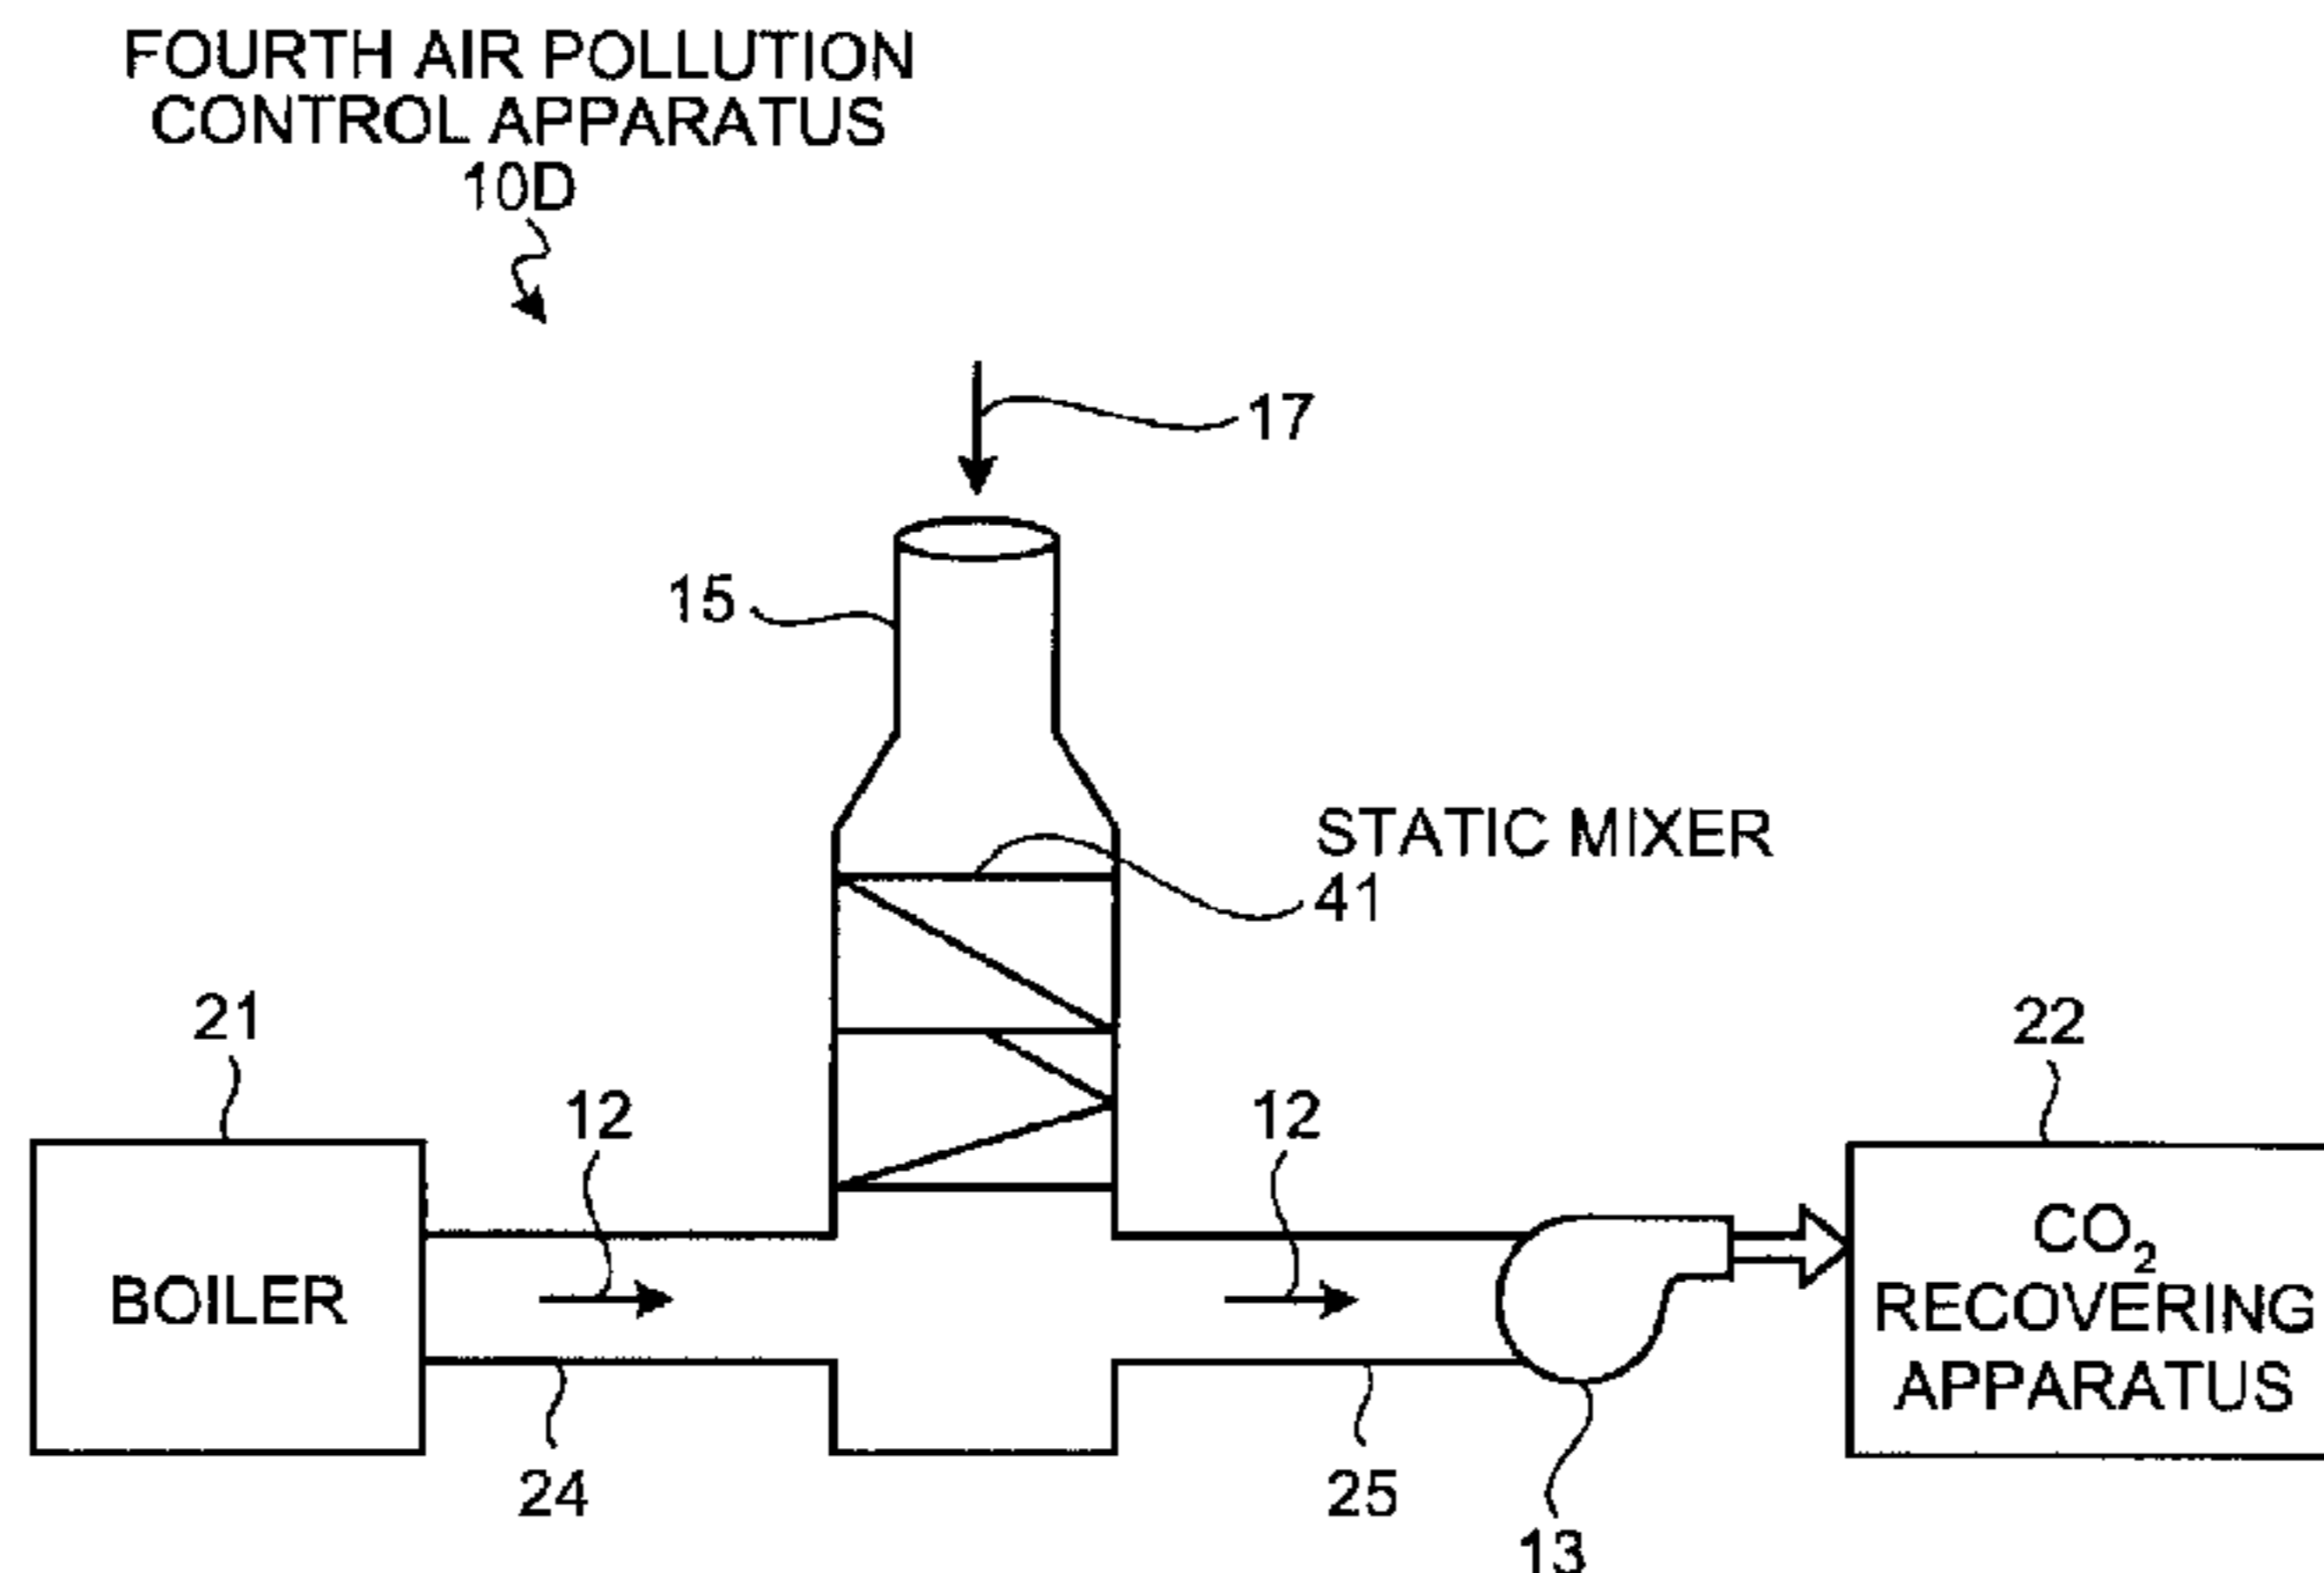 FOURTH AIR POLLUTION
CONTROL APPARATUS
10D
17
15
STATIC MIXER
41
21
22
12
12
BOILER
CO₂
RECOVERING
APPARATUS
24
25
13